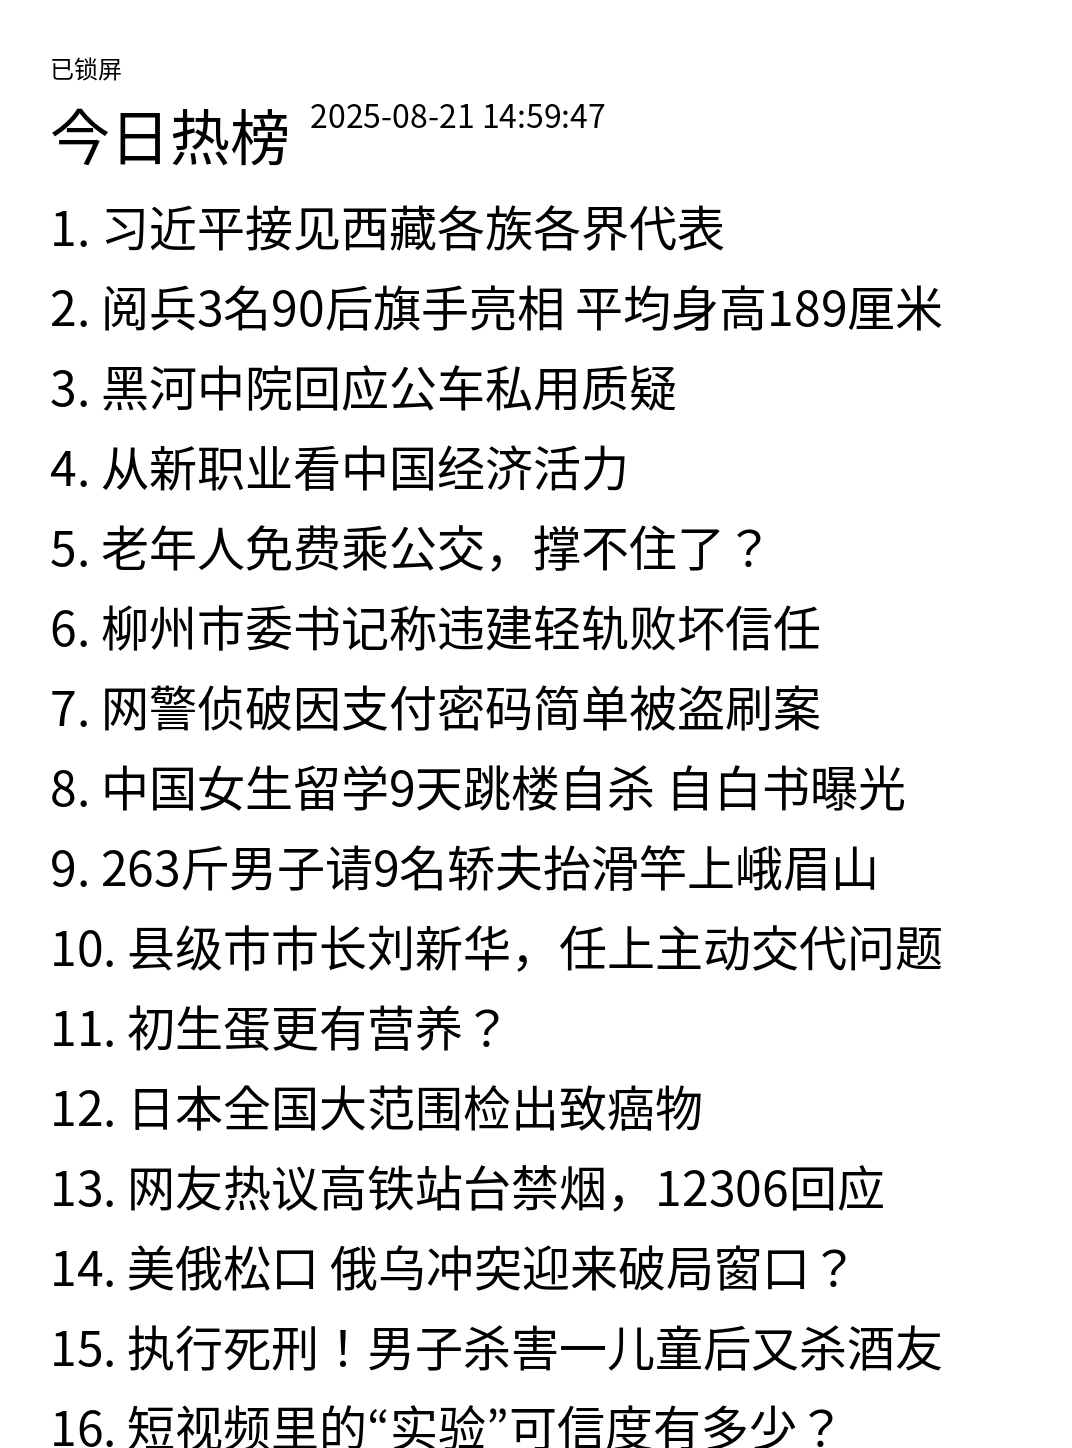 已锁屏
今日热榜 2025-08-21 14:59:47
1. 习近平接见西藏各族各界代表
2. 阅兵3名90后旗手亮相 平均身高189厘米
3. 黑河中院回应公车私用质疑
4. 从新职业看中国经济活力
5. 老年人免费乘公交，撑不住了？
6. 柳州市委书记称违建轻轨败坏信任
7. 网警侦破因支付密码简单被盗刷案
8. 中国女生留学9天跳楼自杀 自白书曝光
9. 263斤男子请9名轿夫抬滑竿上峨眉山
10. 县级市市长刘新华，任上主动交代问题
11. 初生蛋更有营养？
12. 日本全国大范围检出致癌物
13. 网友热议高铁站台禁烟，12306回应
14. 美俄松口 俄乌冲突迎来破局窗口？
15. 执行死刑！男子杀害一儿童后又杀酒友
16. 短视频里的“实验”可信度有多少？